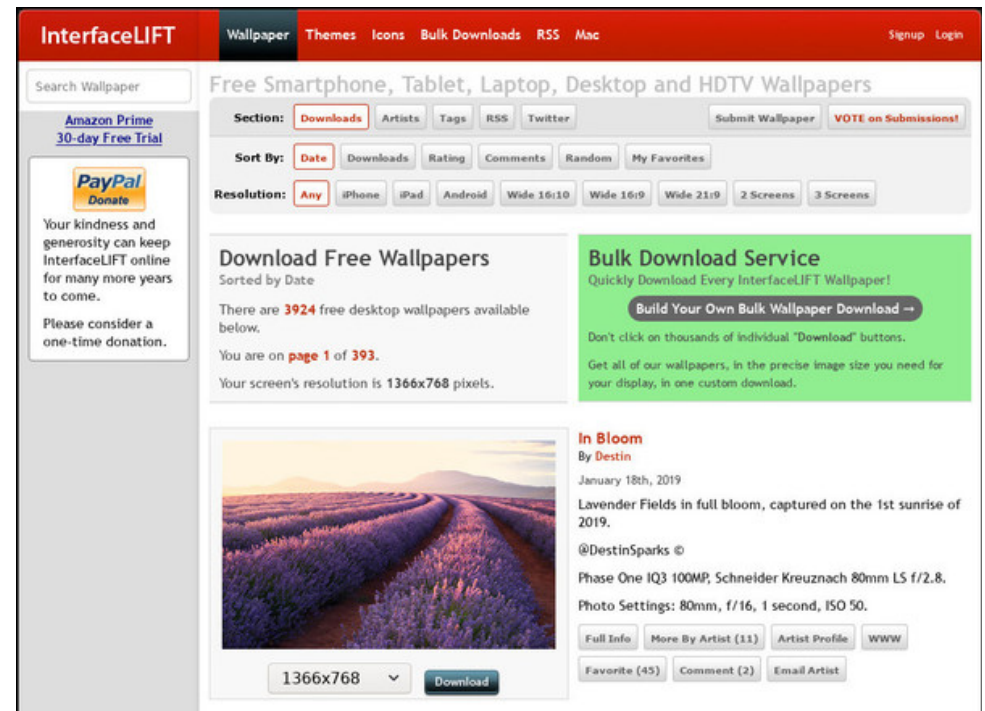 InterfaceLIFT
Wallpaper Themes Icons Bulk Downloads RSS Mac
Signup Login
Search Wallpaper
Amazon Prime
30-day Free Trial
PayPal
Donate
Your kindness and
generosity can keep
InterfaceLIFT online
for many more years
to come.
Please consider a
one-time donation.
Free Smartphone, Tablet, Laptop, Desktop and HDTV Wallpapers
Section: Downloads Artists Tags RSS Twitter Submit Wallpaper VOTE on Submissions!
Sort By: Date Downloads Rating Comments Random My Favorites
Resolution: Any iPhone iPad Android Wide 16:10 Wide 16:9 Wide 21:9 2 Screens 3 Screens
Download Free Wallpapers
Sorted by Date
There are 3924 free desktop wallpapers available
below.
You are on page 1 of 393.
Your screen's resolution is 1366x768 pixels.
Bulk Download Service
Quickly Download Every InterfaceLIFT Wallpaper!
Build Your Own Bulk Wallpaper Download →
Don't click on thousands of individual "Download" buttons.
Get all of our wallpapers, in the precise image size you need for
your display, in one custom download.
1366x768
Download
In Bloom
By Destin
January 18th, 2019
Lavender Fields in full bloom, captured on the 1st sunrise of
2019.
@DestinSparks ©
Phase One IQ3 100MP, Schneider Kreuznach 80mm LS f/2.8.
Photo Settings: 80mm, f/16, 1 second, ISO 50.
Full Info More By Artist (11) Artist Profile WWW
Favorite (45) Comment (2) Email Artist